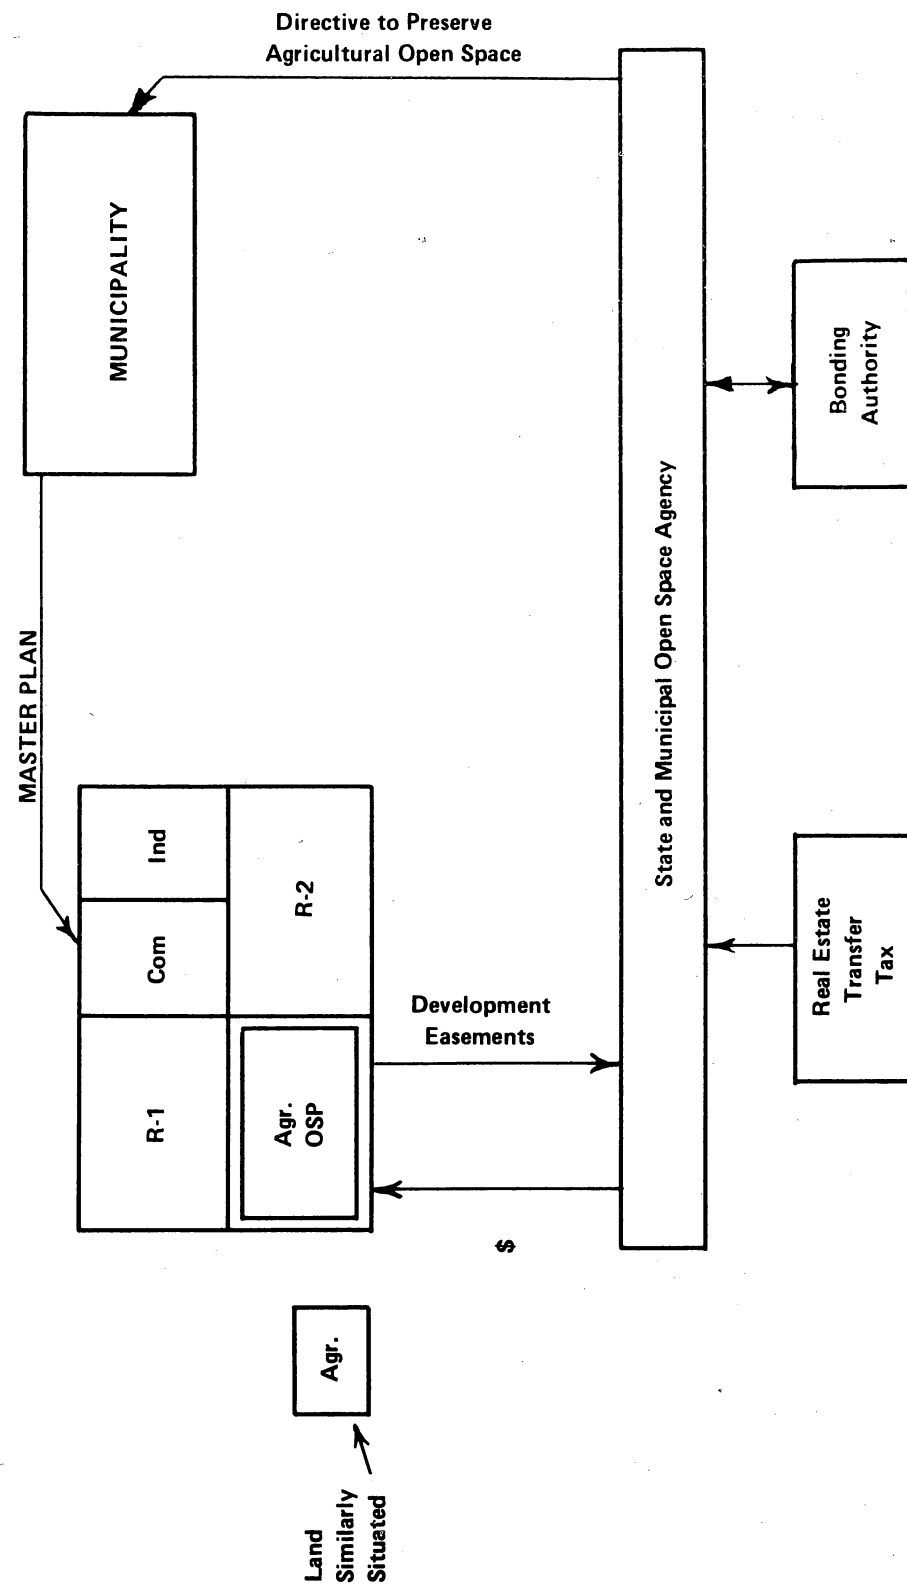 Directive to Preserve
Agricultural Open Space
MUNICIPALITY
MASTER PLAN
R-1
Com
Ind
Agr.
OSP
R-2
Development
Easements
$
Agr.
Land
Similarly
Situated
State and Municipal Open Space Agency
Real Estate
Transfer
Tax
Bonding
Authority